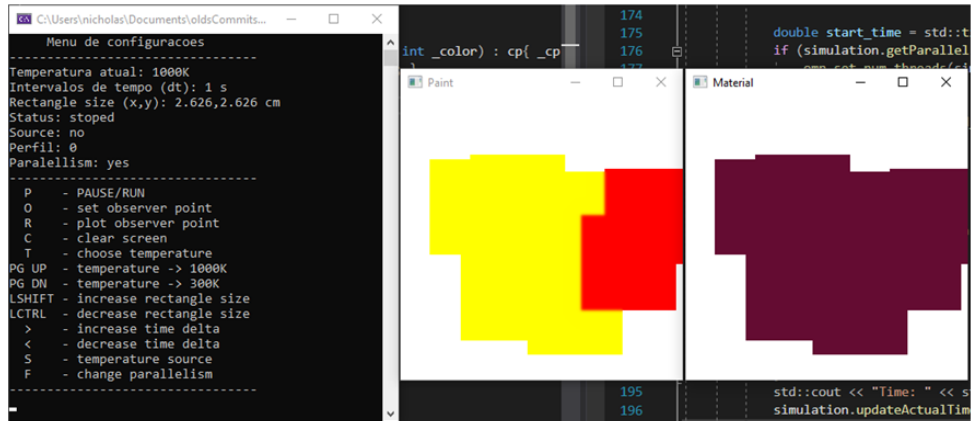 C:\Users\nicholas\Documents\oldsCommits...
Menu de configuracoes
----------------------------------
Temperatura atual: 1000K
Intervalos de tempo (dt): 1 s
Rectangle size (x,y): 2.626,2.626 cm
Status: stoped
Source: no
Perfil: 0
Paralellism: yes
----------------------------------
P - PAUSE/RUN
O - set observer point
R - plot observer point
C - clear screen
T - choose temperature
PG UP - temperature -> 1000K
PG DN - temperature -> 300K
LSHIFT - increase rectangle size
LCTRL - decrease rectangle size
> - increase time delta
< - decrease time delta
S - temperature source
F - change parallelism
----------------------------------
int _color) : cp{ _cp
174
175 double start_time = std::t
176 if (simulation.getParallel
177 omp_set_num_threads(si
Paint
Material
195 std::cout << "Time: " << s
196 simulation.updateActualTim